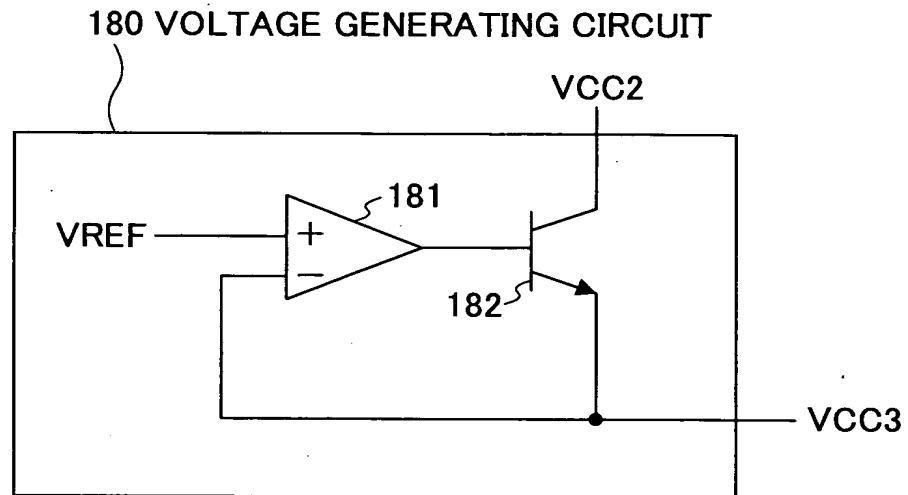 180 VOLTAGE GENERATING CIRCUIT
VCC2
181
VREF
+
−
182
VCC3